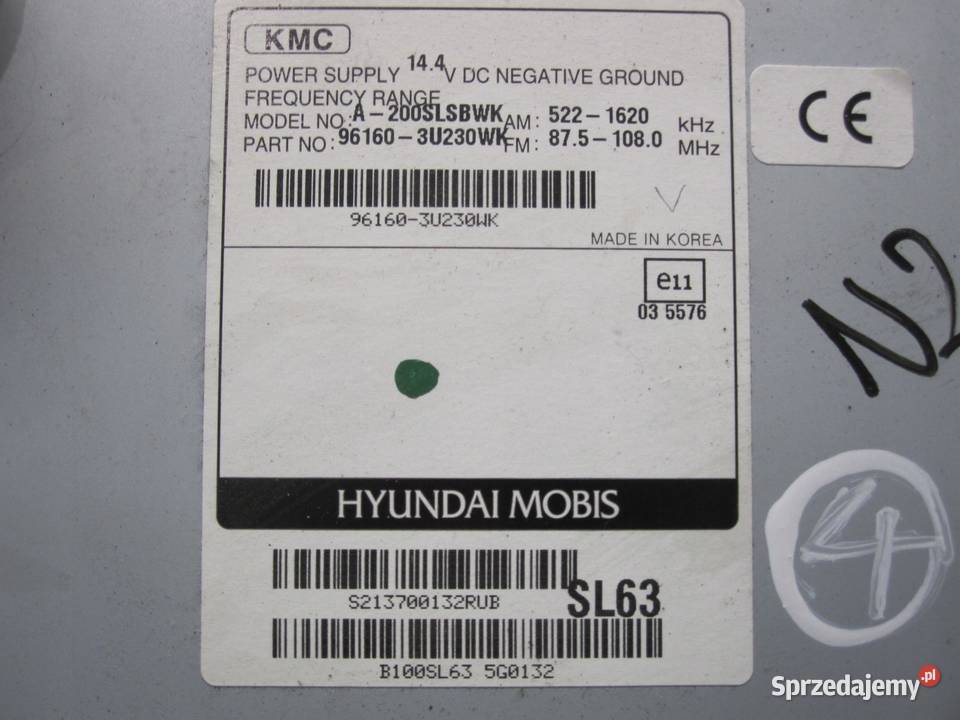 KMC
POWER SUPPLY 14.4V DC NEGATIVE GROUND
FREQUENCY RANGE
MODEL NO: A-200SLSBWK AM: 522-1620 kHz
PART NO: 96160-3U230WK FM: 87.5-108.0 MHz
96160-3U230WK
MADE IN KOREA
CE
e11
03 5576
N2
4
HYUNDAI MOBIS
S213700132RUB
SL63
B100SL63 5G0132
Sprzedajemy.pl